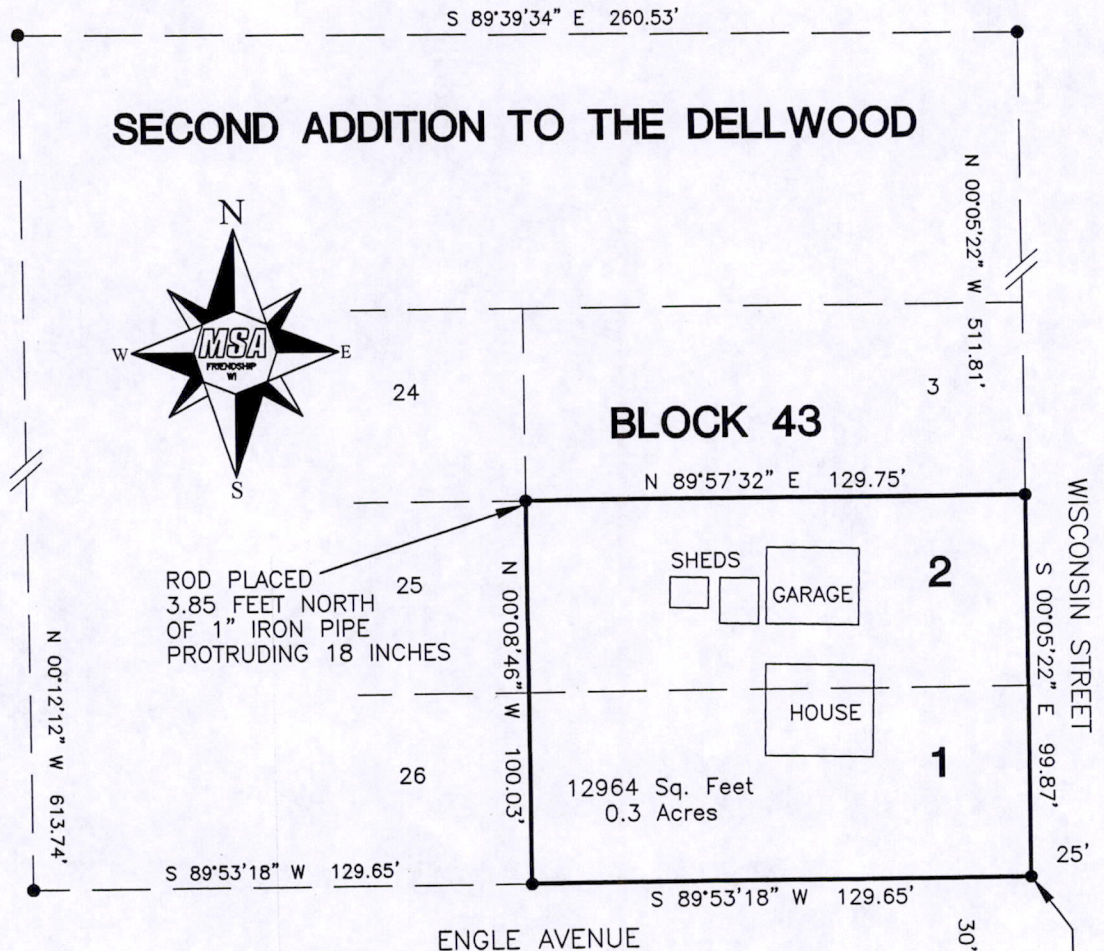 S 89°39'34" E 260.53'
SECOND ADDITION TO THE DELLWOOD
N 00°05'22" W 511.81'
N
W
E
S
MSA
FRIENDSHIP
WI
24
3
BLOCK 43
N 89°57'32" E 129.75'
WISCONSIN STREET
ROD PLACED
3.85 FEET NORTH
OF 1" IRON PIPE
PROTRUDING 18 INCHES
25
SHEDS
GARAGE
2
N 00°08'46" W 100.03'
S 00°05'22" E 99.87'
N 00°12'12" W 613.74'
HOUSE
26
1
12964 Sq. Feet
0.3 Acres
25'
S 89°53'18" W 129.65'
S 89°53'18" W 129.65'
30'
ENGLE AVENUE